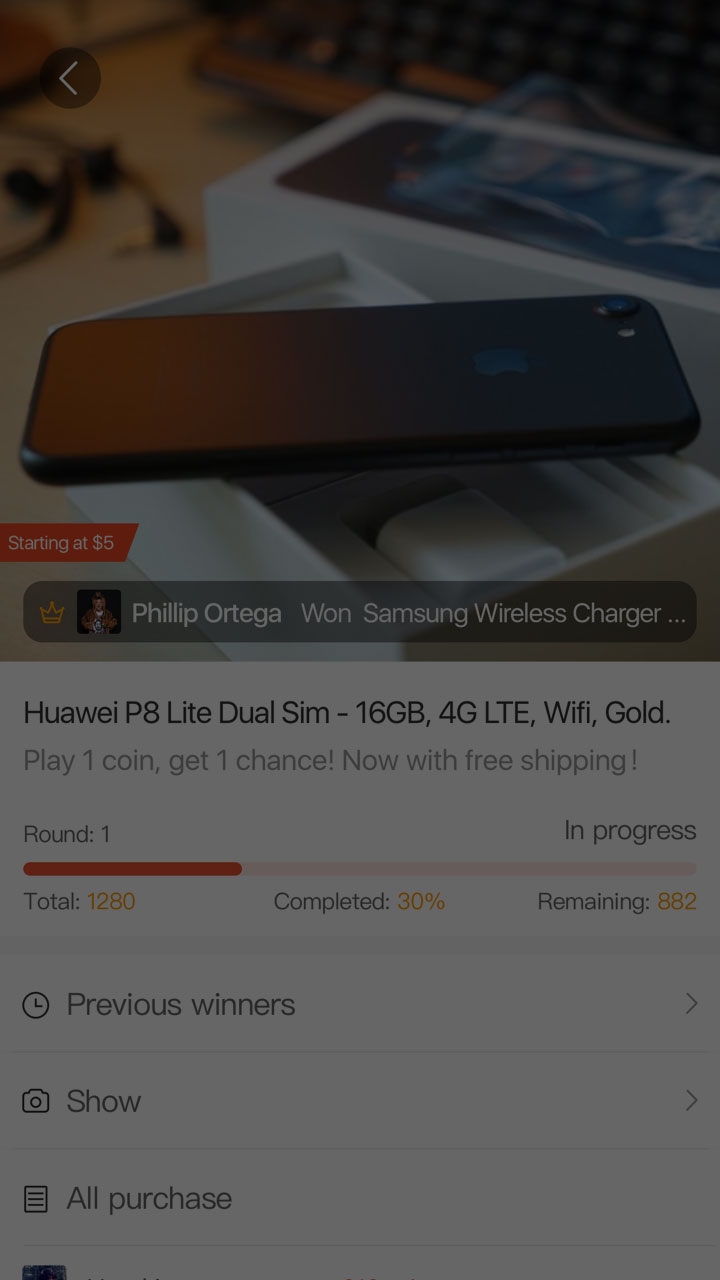 Starting at $5
Phillip Ortega Won Samsung Wireless Charger ...
Huawei P8 Lite Dual Sim - 16GB, 4G LTE, Wifi, Gold.
Play 1 coin, get 1 chance! Now with free shipping!
Round: 1
In progress
Total: 1280 Completed: 30% Remaining: 882
Previous winners
Show
All purchase